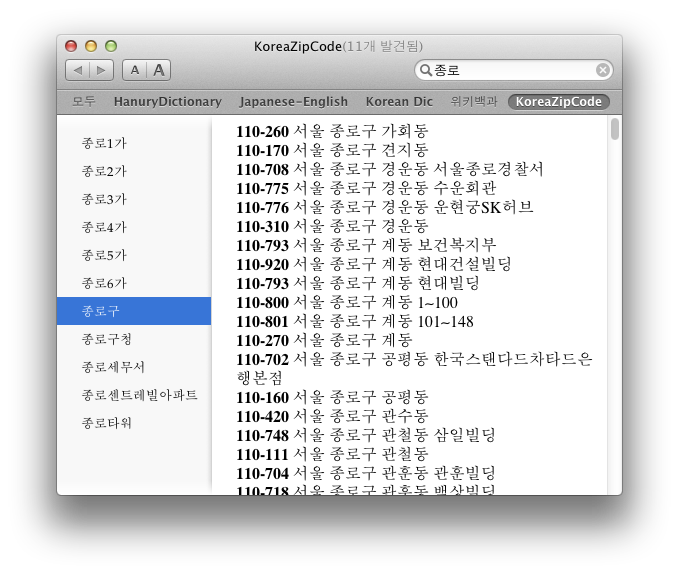 KoreaZipCode(11개 발견됨)
A A
종로
모두 HanuryDictionary Japanese-English Korean Dic 위키백과 KoreaZipCode
종로1가
종로2가
종로3가
종로4가
종로5가
종로6가
종로구
종로구청
종로세무서
종로센트레빌아파트
종로타워
110-260 서울 종로구 가회동
110-170 서울 종로구 견지동
110-708 서울 종로구 경운동 서울종로경찰서
110-775 서울 종로구 경운동 수운회관
110-776 서울 종로구 경운동 운현궁SK허브
110-310 서울 종로구 경운동
110-793 서울 종로구 계동 보건복지부
110-920 서울 종로구 계동 현대건설빌딩
110-793 서울 종로구 계동 현대빌딩
110-800 서울 종로구 계동 1~100
110-801 서울 종로구 계동 101~148
110-270 서울 종로구 계동
110-702 서울 종로구 공평동 한국스탠다드차타드은
행본점
110-160 서울 종로구 공평동
110-420 서울 종로구 관수동
110-748 서울 종로구 관철동 삼일빌딩
110-111 서울 종로구 관철동
110-704 서울 종로구 관훈동 관훈빌딩
110-718 서울 종로구 관훈동 백상빌딩